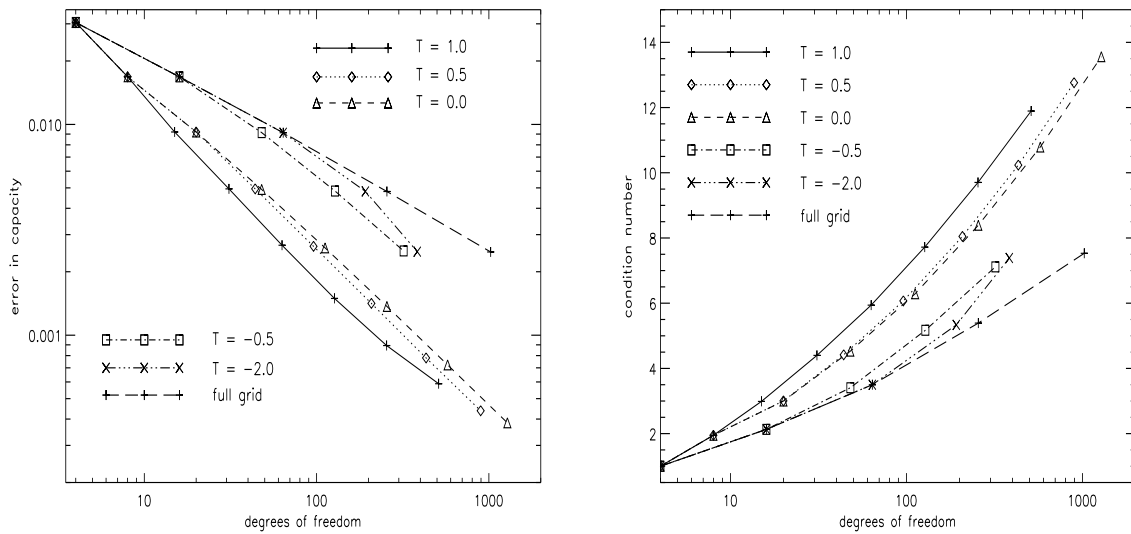 T = 1.0
T = 0.5
T = 0.0
0.010
0.001
error in capacity
T = −0.5
T = −2.0
full grid
10
100
1000
degrees of freedom
T = 1.0
T = 0.5
T = 0.0
T = −0.5
T = −2.0
full grid
14
12
10
8
6
4
2
condition number
10
100
1000
degrees of freedom